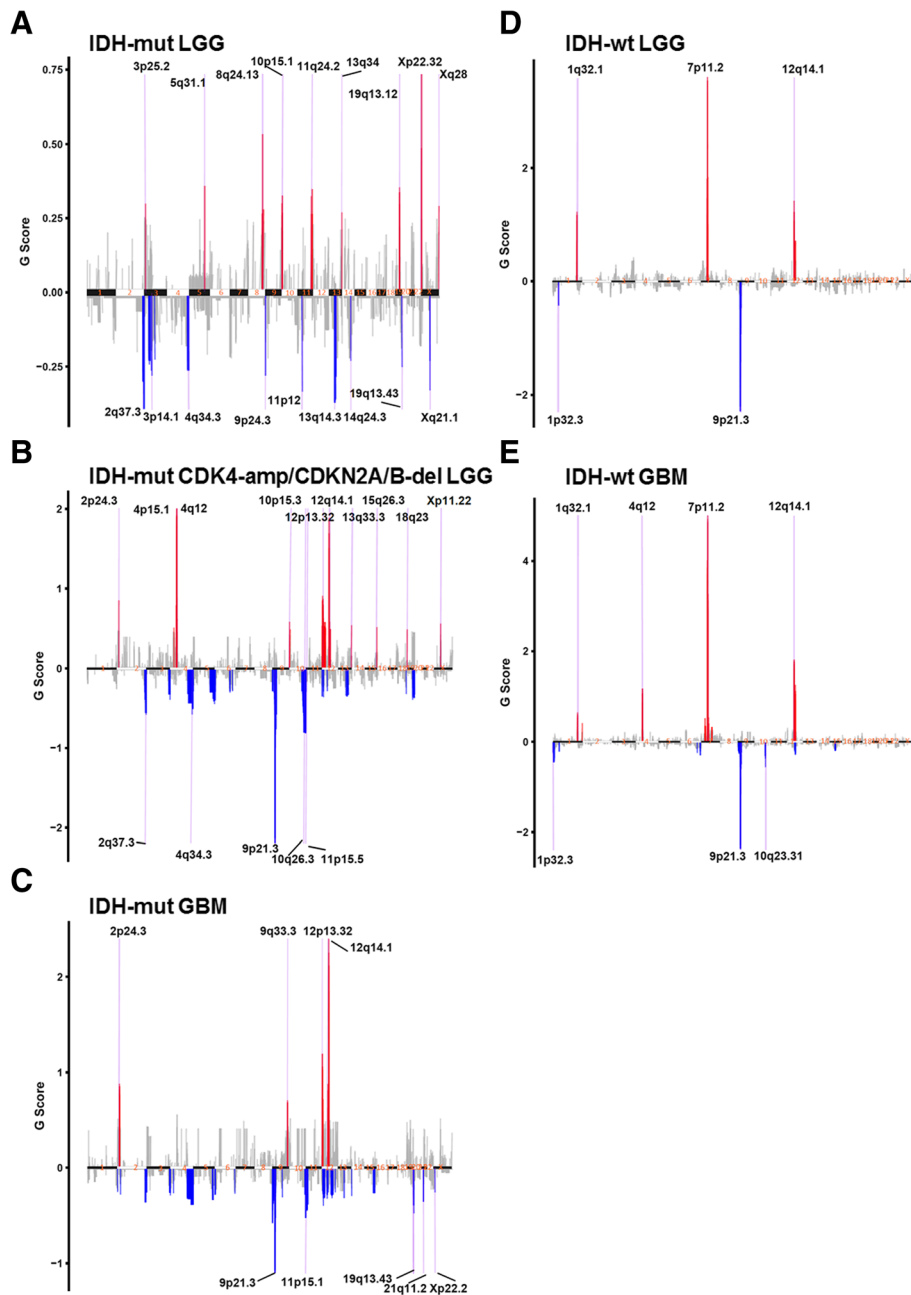 A
IDH-mut LGG
3p25.2
5q31.1
8q24.13
10p15.1
11q24.2
13q34
19q13.12
Xp22.32
Xq28
0.75
0.50
0.25
0.00
−0.25
G Score
2q37.3
3p14.1
4q34.3
9p24.3
11p12
13q14.3
14q24.3
19q13.43
Xq21.1
B
IDH-mut CDK4-amp/CDKN2A/B-del LGG
2p24.3
4p15.1
4q12
10p15.3
12p13.32
12q14.1
13q33.3
15q26.3
18q23
Xp11.22
2
1
0
−1
−2
G Score
2q37.3
4q34.3
9p21.3
10q26.3
11p15.5
C
IDH-mut GBM
2p24.3
9q33.3
12p13.32
12q14.1
2
1
0
−1
G Score
9p21.3
11p15.1
19q13.43
21q11.2
Xp22.2
D
IDH-wt LGG
1q32.1
7p11.2
12q14.1
2
0
−2
G Score
1p32.3
9p21.3
E
IDH-wt GBM
1q32.1
4q12
7p11.2
12q14.1
4
2
0
−2
G Score
1p32.3
9p21.3
10q23.31